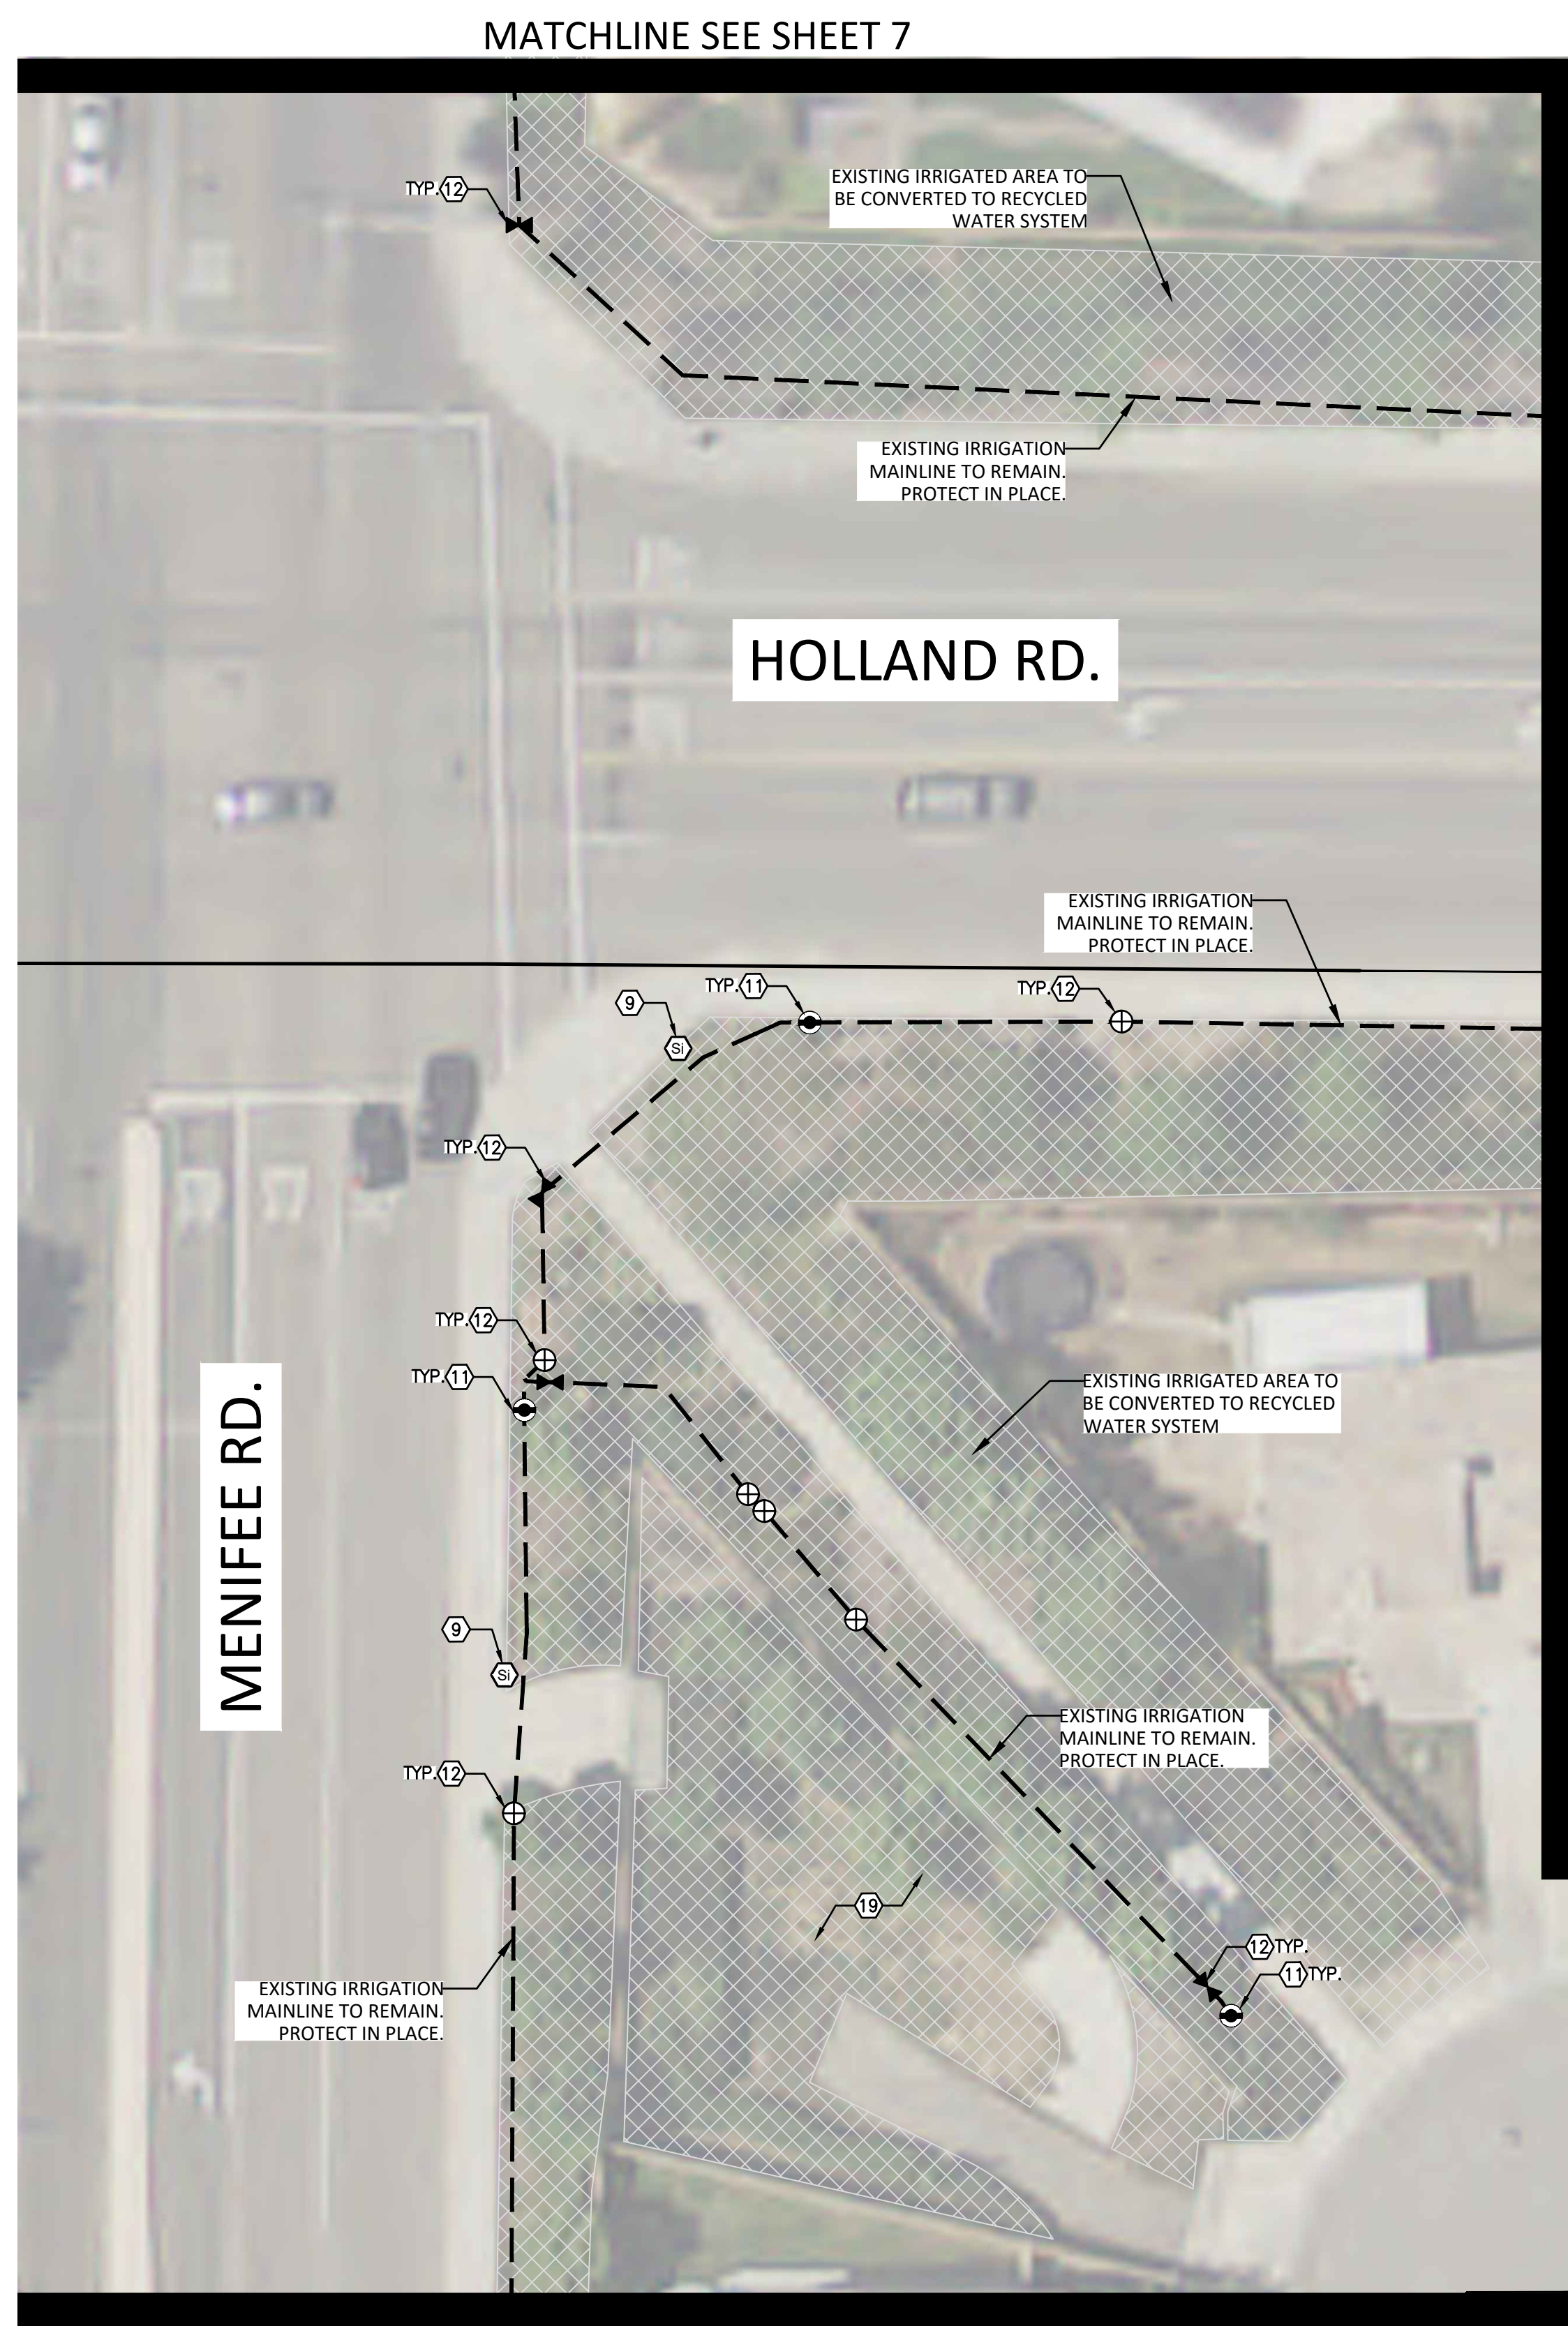 MATCHLINE SEE SHEET 7
TYP. 12
EXISTING IRRIGATED AREA TO
BE CONVERTED TO RECYCLED
WATER SYSTEM
EXISTING IRRIGATION
MAINLINE TO REMAIN.
PROTECT IN PLACE.
HOLLAND RD.
EXISTING IRRIGATION
MAINLINE TO REMAIN.
PROTECT IN PLACE.
9
Si
TYP. 11
TYP. 12
TYP. 12
TYP. 12
TYP. 11
EXISTING IRRIGATED AREA TO
BE CONVERTED TO RECYCLED
WATER SYSTEM
MENIFEE RD.
9
Si
EXISTING IRRIGATION
MAINLINE TO REMAIN.
PROTECT IN PLACE.
TYP. 12
19
12 TYP.
11 TYP.
EXISTING IRRIGATION
MAINLINE TO REMAIN.
PROTECT IN PLACE.